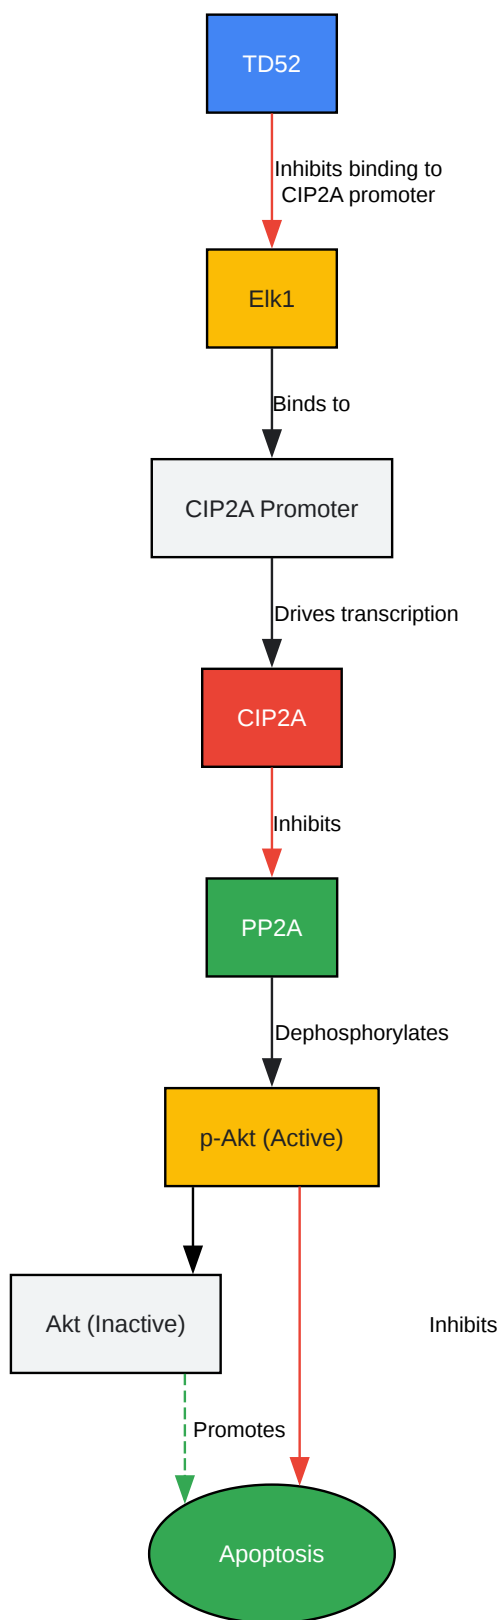 TD52
Inhibits binding to
CIP2A promoter
Elk1
Binds to
CIP2A Promoter
Drives transcription
CIP2A
Inhibits
PP2A
Dephosphorylates
p-Akt (Active)
Akt (Inactive)
Inhibits
Promotes
Apoptosis